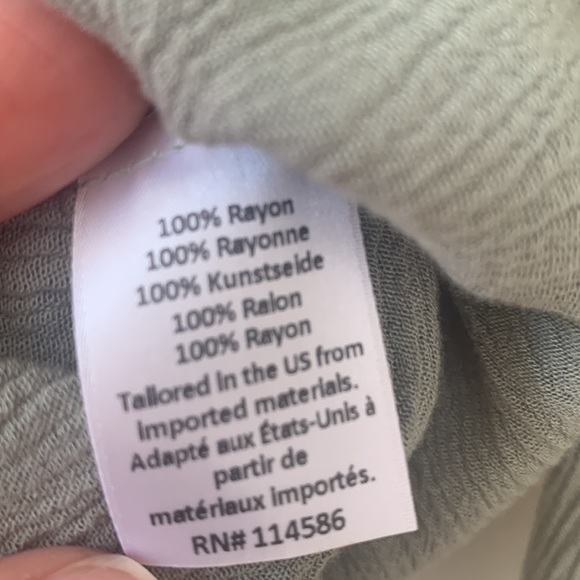 100% Rayon
100% Rayonne
100% Kunstseide
100% Raion
100% Rayon
Tailored in the US from
imported materials.
Adapté aux États-Unis à
partir de
matériaux importés.
RN# 114586